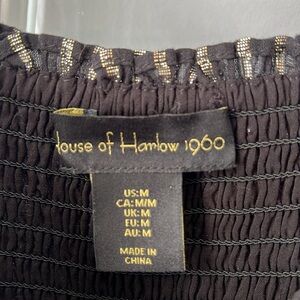 House of Harlow 1960
US:M
CA:M/M
UK:M
EU:M
AU:M
MADE IN
CHINA